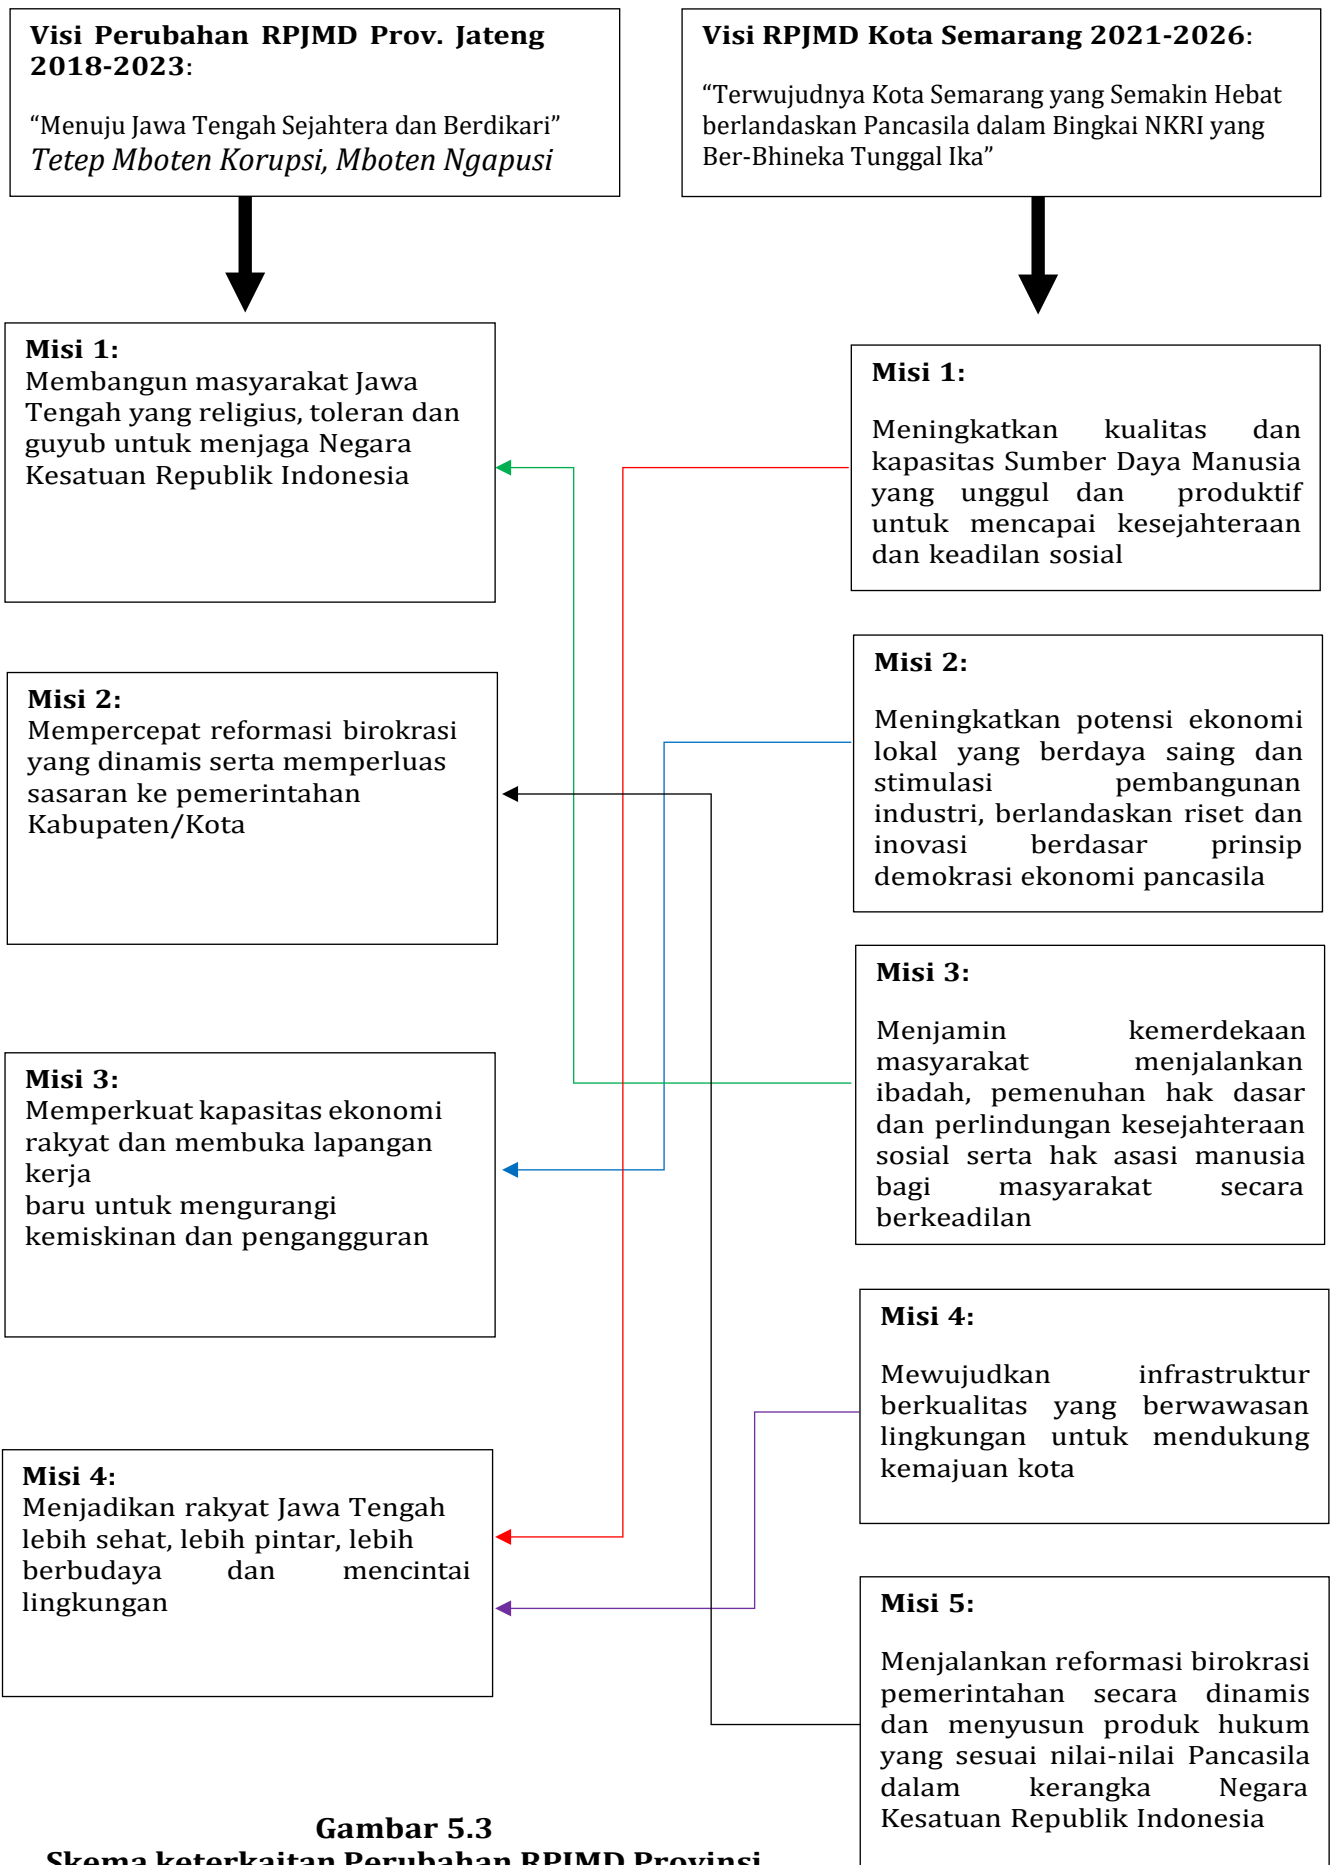 Visi Perubahan RPJMD Prov. Jateng
2018-2023:
“Menuju Jawa Tengah Sejahtera dan Berdikari”
Tetep Mboten Korupsi, Mboten Ngapusi
Visi RPJMD Kota Semarang 2021-2026:
“Terwujudnya Kota Semarang yang Semakin Hebat
berlandaskan Pancasila dalam Bingkai NKRI yang
Ber-Bhineka Tunggal Ika”
Misi 1:
Membangun masyarakat Jawa
Tengah yang religius, toleran dan
guyub untuk menjaga Negara
Kesatuan Republik Indonesia
Misi 2:
Mempercepat reformasi birokrasi
yang dinamis serta memperluas
sasaran ke pemerintahan
Kabupaten/Kota
Misi 3:
Memperkuat kapasitas ekonomi
rakyat dan membuka lapangan
kerja
baru untuk mengurangi
kemiskinan dan pengangguran
Misi 4:
Menjadikan rakyat Jawa Tengah
lebih sehat, lebih pintar, lebih
berbudaya dan mencintai
lingkungan
Misi 1:
Meningkatkan kualitas dan
kapasitas Sumber Daya Manusia
yang unggul dan produktif
untuk mencapai kesejahteraan
dan keadilan sosial
Misi 2:
Meningkatkan potensi ekonomi
lokal yang berdaya saing dan
stimulasi pembangunan
industri, berlandaskan riset dan
inovasi berdasar prinsip
demokrasi ekonomi pancasila
Misi 3:
Menjamin kemerdekaan
masyarakat menjalankan
ibadah, pemenuhan hak dasar
dan perlindungan kesejahteraan
sosial serta hak asasi manusia
bagi masyarakat secara
berkeadilan
Misi 4:
Mewujudkan infrastruktur
berkualitas yang berwawasan
lingkungan untuk mendukung
kemajuan kota
Misi 5:
Menjalankan reformasi birokrasi
pemerintahan secara dinamis
dan menyusun produk hukum
yang sesuai nilai-nilai Pancasila
dalam kerangka Negara
Kesatuan Republik Indonesia
Gambar 5.3
Skema keterkaitan Perubahan RPJMD Provinsi